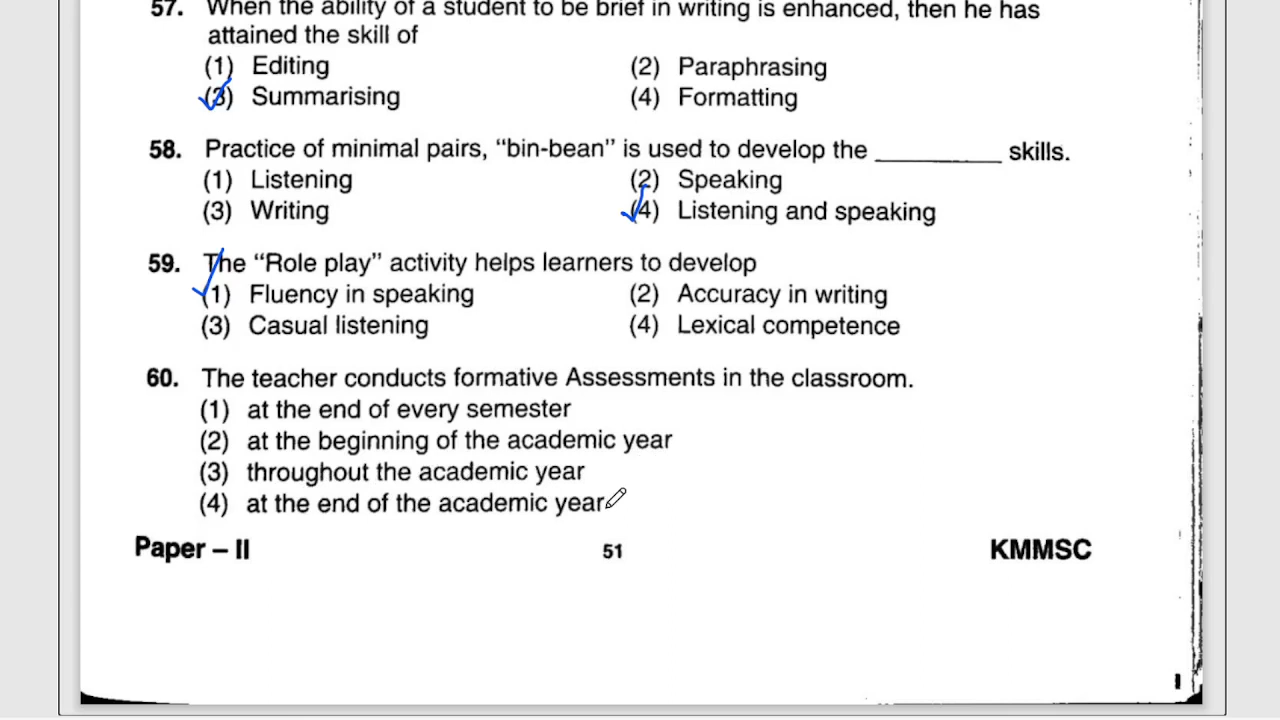 57. When the ability of a student to be brief in writing is enhanced, then he has
attained the skill of
(1) Editing (2) Paraphrasing
(3) Summarising (4) Formatting
58. Practice of minimal pairs, “bin-bean” is used to develop the __________ skills.
(1) Listening (2) Speaking
(3) Writing (4) Listening and speaking
59. The “Role play” activity helps learners to develop
(1) Fluency in speaking (2) Accuracy in writing
(3) Casual listening (4) Lexical competence
60. The teacher conducts formative Assessments in the classroom.
(1) at the end of every semester
(2) at the beginning of the academic year
(3) throughout the academic year
(4) at the end of the academic year
Paper – II 51 KMMSC